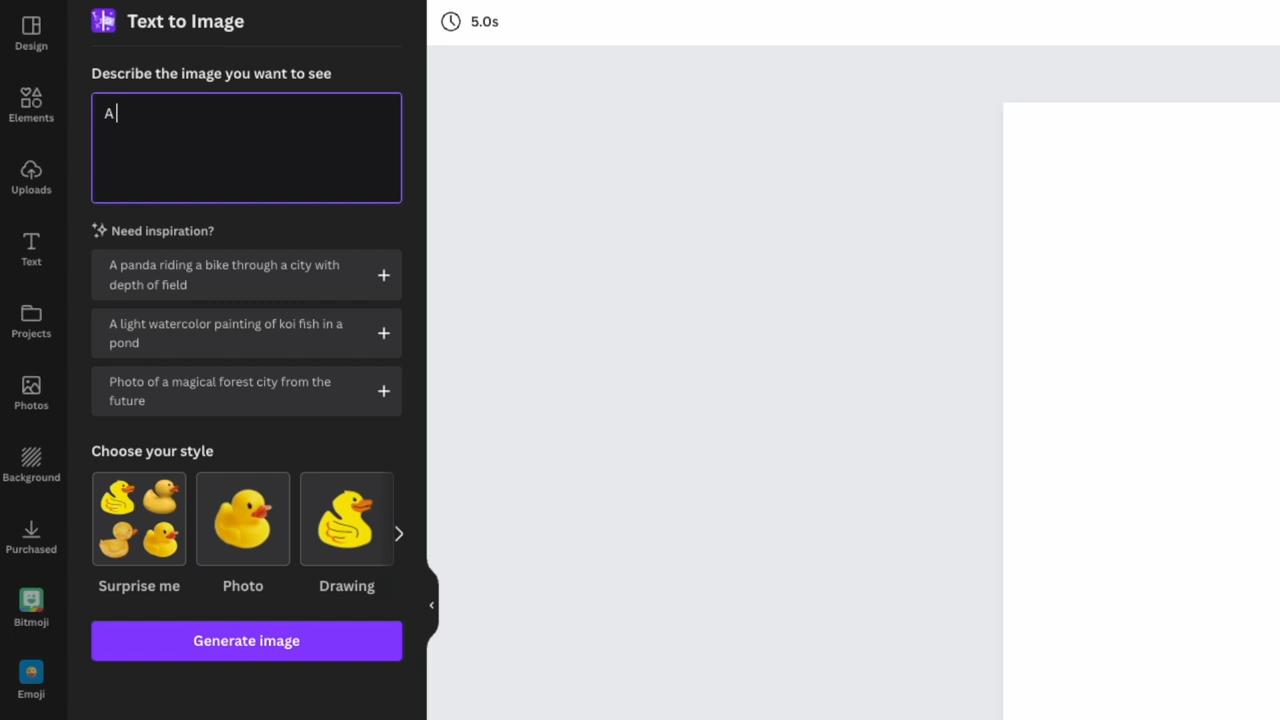 Design
Elements
Uploads
Text
Projects
Photos
Background
Purchased
Bitmoji
Emoji
Text to Image
Describe the image you want to see
A
Need inspiration?
A panda riding a bike through a city with
depth of field
A light watercolor painting of koi fish in a
pond
Photo of a magical forest city from the
future
Choose your style
Surprise me
Photo
Drawing
Generate image
5.0s